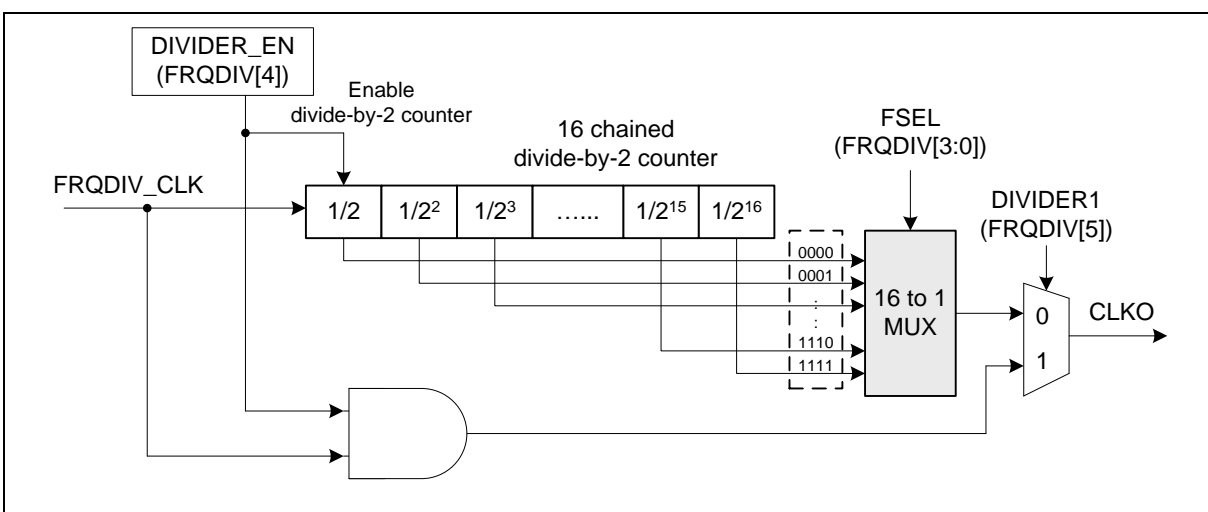 DIVIDER_EN
(FRQDIV[4])
Enable
divide-by-2 counter
16 chained
divide-by-2 counter
FSEL
(FRQDIV[3:0])
FRQDIV_CLK
DIVIDER1
(FRQDIV[5])
1/2 1/2² 1/2³ …... 1/2¹⁵ 1/2¹⁶
0000
0001
:
:
1110
1111
16 to 1
MUX
0
1
CLKO